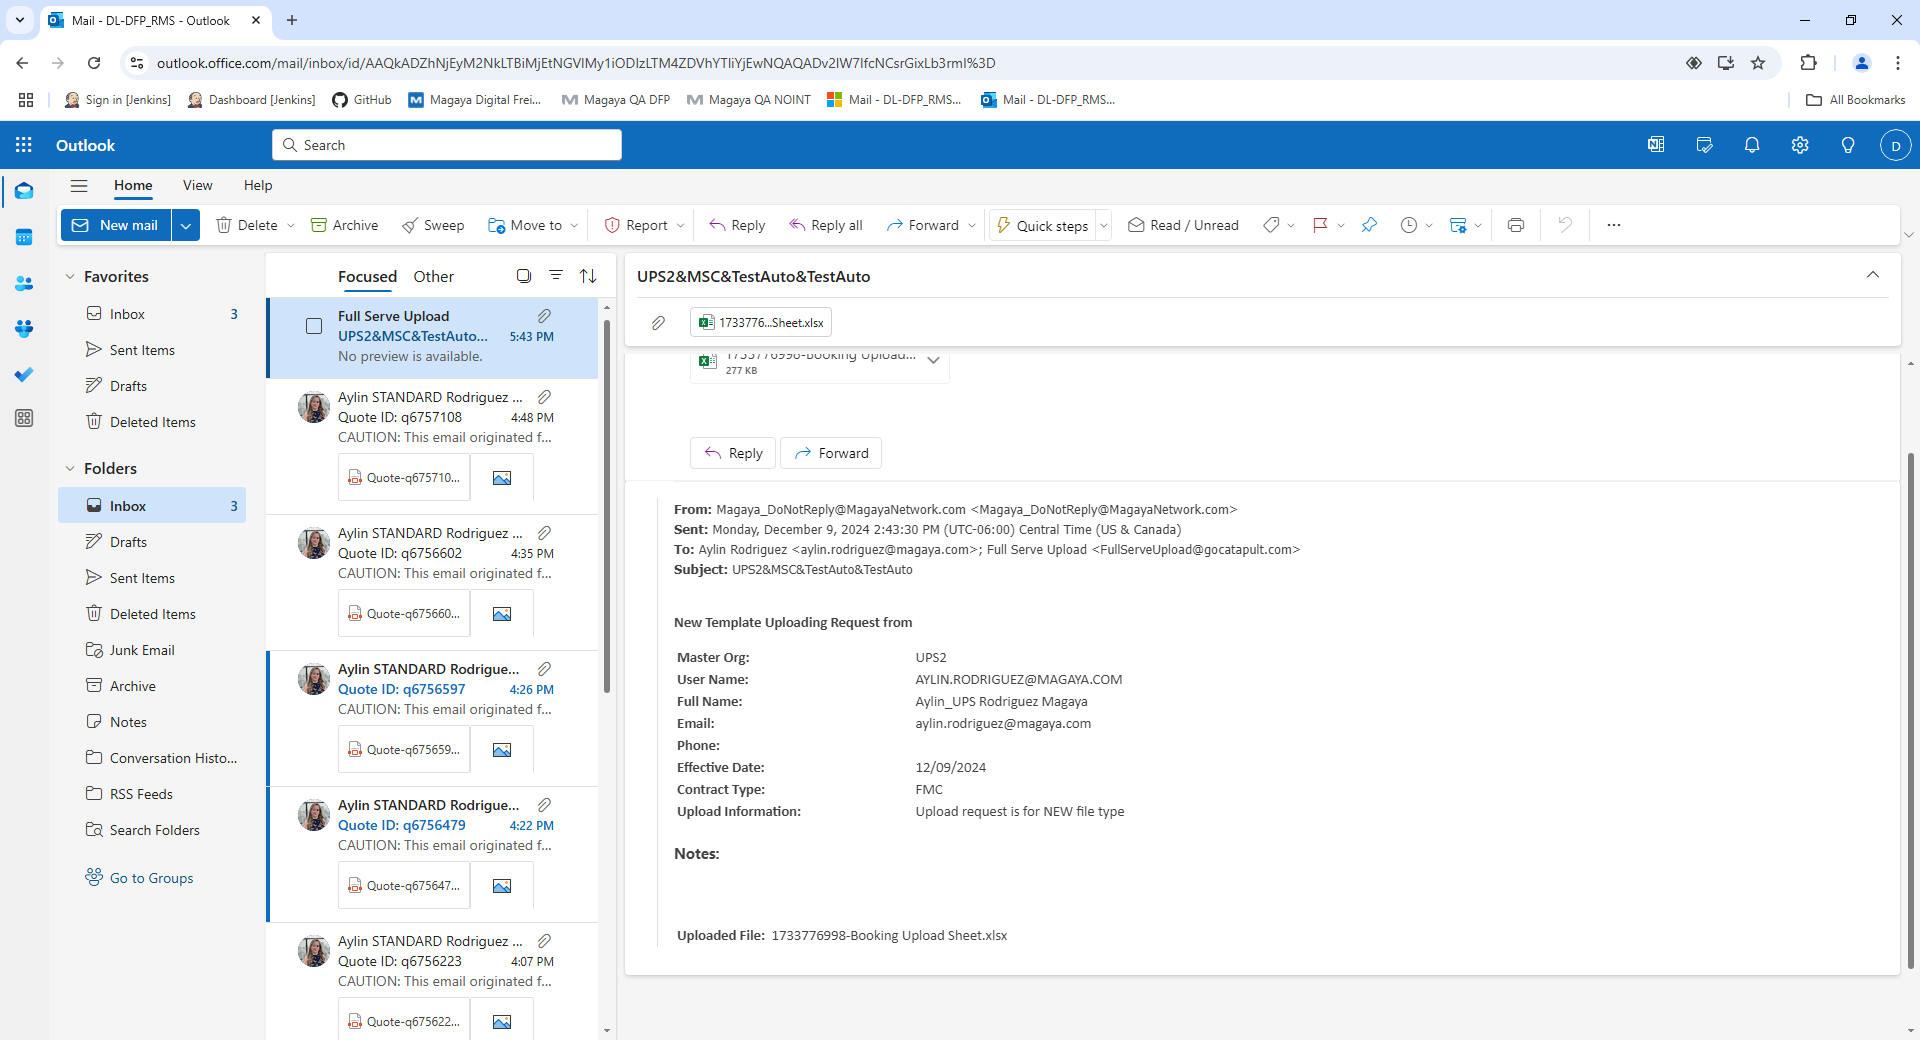 Mail - DL-DFP_RMS - Outlook
outlook.office.com/mail/inbox/id/AAQkADZhNjEyM2NkLTBiMjEtNGVlMy1iODIzLTM4ZDVhYTliYjEwNQAQADv2lW7IfcNCsrGixLb3rmI%3D
Sign in [Jenkins]
Dashboard [Jenkins]
GitHub
Magaya Digital Frei...
Magaya QA DFP
Magaya QA NOINT
Mail - DL-DFP_RMS...
Mail - DL-DFP_RMS...
All Bookmarks
Outlook
Search
D
Home
View
Help
New mail
Delete
Archive
Sweep
Move to
Report
Reply
Reply all
Forward
Quick steps
Read / Unread
Favorites
Inbox 3
Sent Items
Drafts
Deleted Items
Folders
Inbox 3
Drafts
Sent Items
Deleted Items
Junk Email
Archive
Notes
Conversation Histo...
RSS Feeds
Search Folders
Go to Groups
Focused
Other
Full Serve Upload
UPS2&MSC&TestAuto... 5:43 PM
No preview is available.
Aylin STANDARD Rodriguez ...
Quote ID: q6757108 4:48 PM
CAUTION: This email originated f...
Quote-q675710...
Aylin STANDARD Rodriguez ...
Quote ID: q6756602 4:35 PM
CAUTION: This email originated f...
Quote-q675660...
Aylin STANDARD Rodrigue...
Quote ID: q6756597 4:26 PM
CAUTION: This email originated f...
Quote-q675659...
Aylin STANDARD Rodrigue...
Quote ID: q6756479 4:22 PM
CAUTION: This email originated f...
Quote-q675647...
Aylin STANDARD Rodriguez ...
Quote ID: q6756223 4:07 PM
CAUTION: This email originated f...
Quote-q675622...
UPS2&MSC&TestAuto&TestAuto
1733776...Sheet.xlsx
1733776998-Booking Upload...
277 KB
Reply
Forward
From: Magaya_DoNotReply@MagayaNetwork.com <Magaya_DoNotReply@MagayaNetwork.com>
Sent: Monday, December 9, 2024 2:43:30 PM (UTC-06:00) Central Time (US & Canada)
To: Aylin Rodriguez <aylin.rodriguez@magaya.com>; Full Serve Upload <FullServeUpload@gocatapult.com>
Subject: UPS2&MSC&TestAuto&TestAuto
New Template Uploading Request from
Master Org: UPS2
User Name: AYLIN.RODRIGUEZ@MAGAYA.COM
Full Name: Aylin_UPS Rodriguez Magaya
Email: aylin.rodriguez@magaya.com
Phone:
Effective Date: 12/09/2024
Contract Type: FMC
Upload Information: Upload request is for NEW file type
Notes:
Uploaded File: 1733776998-Booking Upload Sheet.xlsx